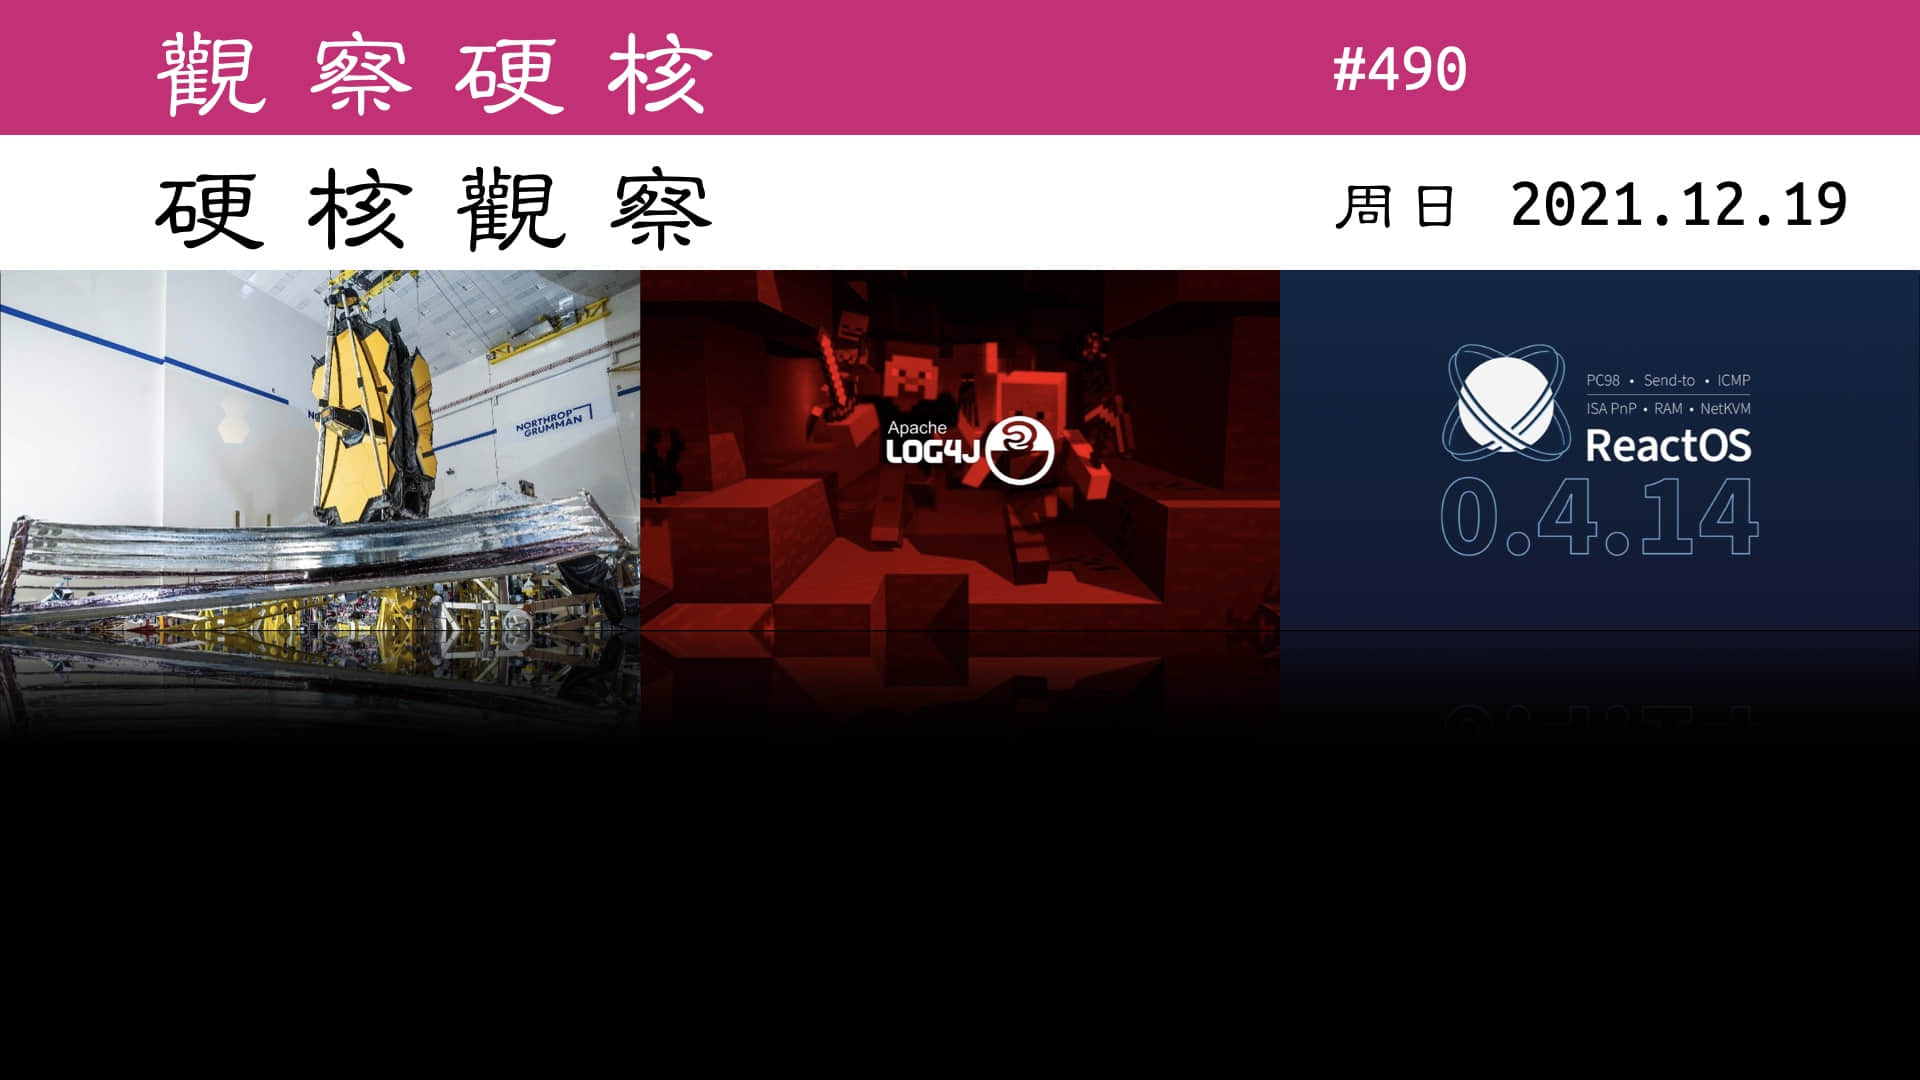 觀察硬核 #490
硬核觀察 周日 2021.12.19
NORTHROP
GRUMMAN
Apache
LOG4J
PC98 • Send-to • ICMP
ISA PnP • RAM • NetKVM
ReactOS
0.4.14